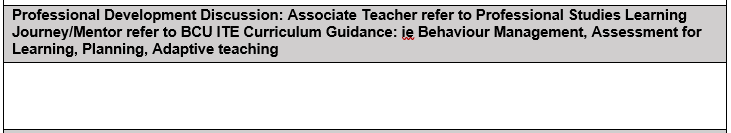 Professional Development Discussion: Associate Teacher refer to Professional Studies Learning
Journey/Mentor refer to BCU ITE Curriculum Guidance: ie Behaviour Management, Assessment for
Learning, Planning, Adaptive teaching